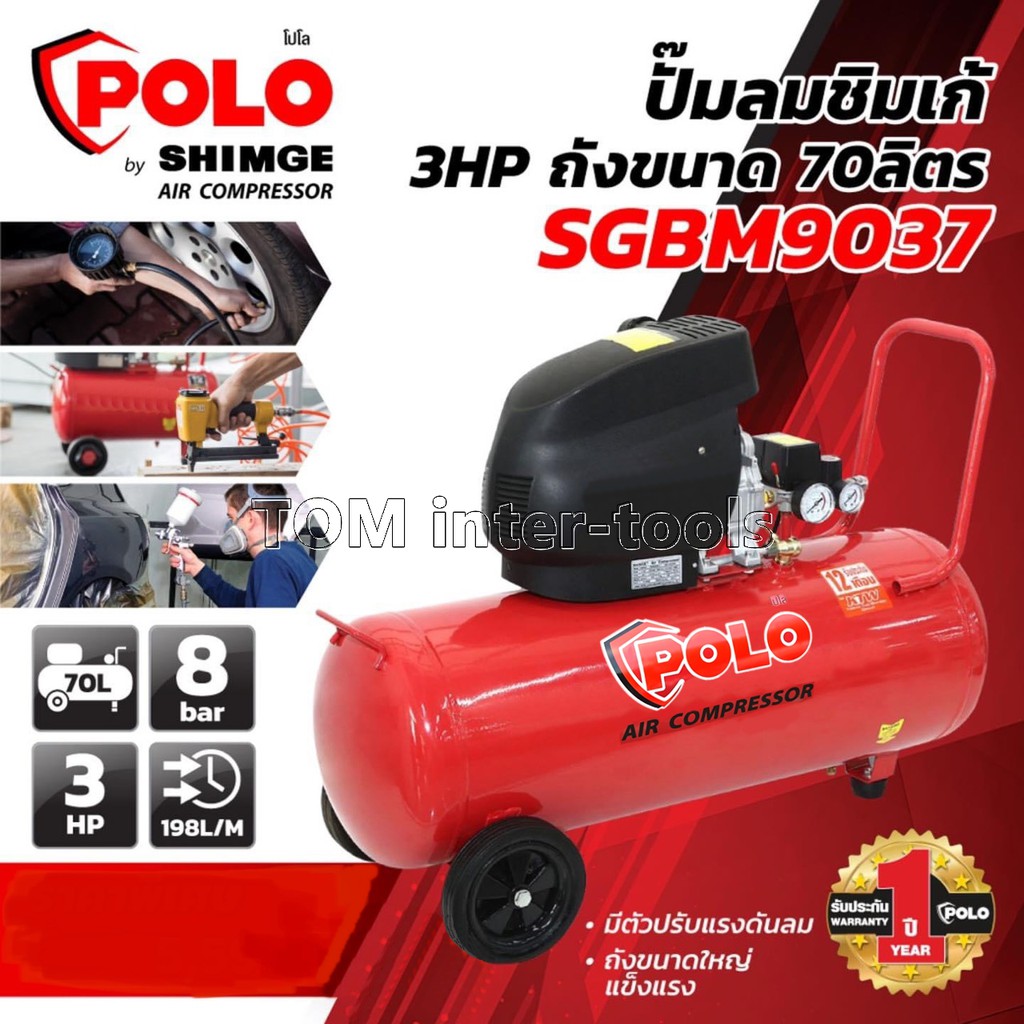 โปโล
POLO
by SHIMGE
AIR COMPRESSOR
ปั๊มลมชิมเก้
3HP ถังขนาด 70ลิตร
SGBM9037
TOM inter-tools
12
เดือน
KTW
POLO
AIR COMPRESSOR
70L
8
bar
3
HP
198L/M
• มีตัวปรับแรงดันลม
• ถังขนาดใหญ่
แข็งแรง
รับประกัน
WARRANTY
1
ปี
YEAR
POLO